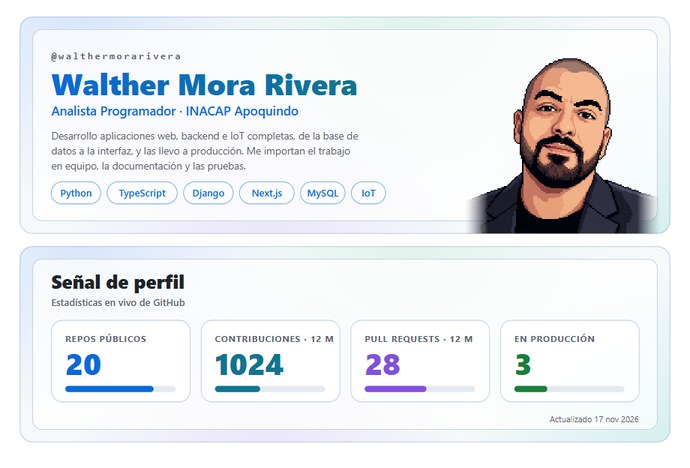 @walthermorarivera
Walther Mora Rivera
Analista Programador · INACAP Apoquindo
Desarrollo aplicaciones web, backend e IoT completas, de la base de
datos a la interfaz, y las llevo a producción. Me importan el trabajo
en equipo, la documentación y las pruebas.
Python TypeScript Django Next.js MySQL IoT
Señal de perfil
Estadísticas en vivo de GitHub
REPOS PÚBLICOS CONTRIBUCIONES · 12 M PULL REQUESTS · 12 M EN PRODUCCIÓN
20 1024 28 3
Actualizado 17 nov 2026